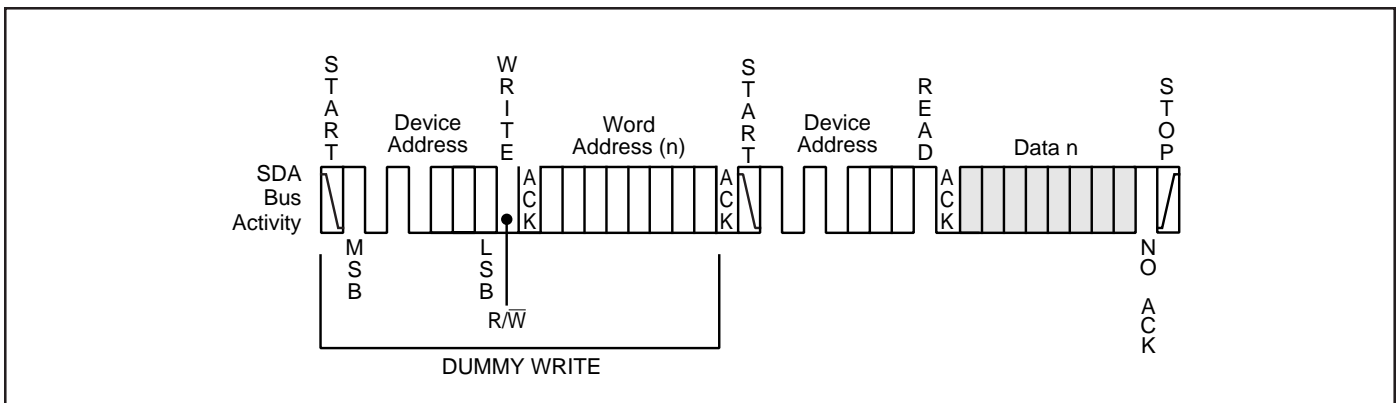 START
WRITE
START
READ
STOP
Device
Address
Word
Address (n)
Device
Address
Data n
SDA
Bus
Activity
ACK
ACK
ACK
MSB
LSB
R/W̅
NO ACK
DUMMY WRITE